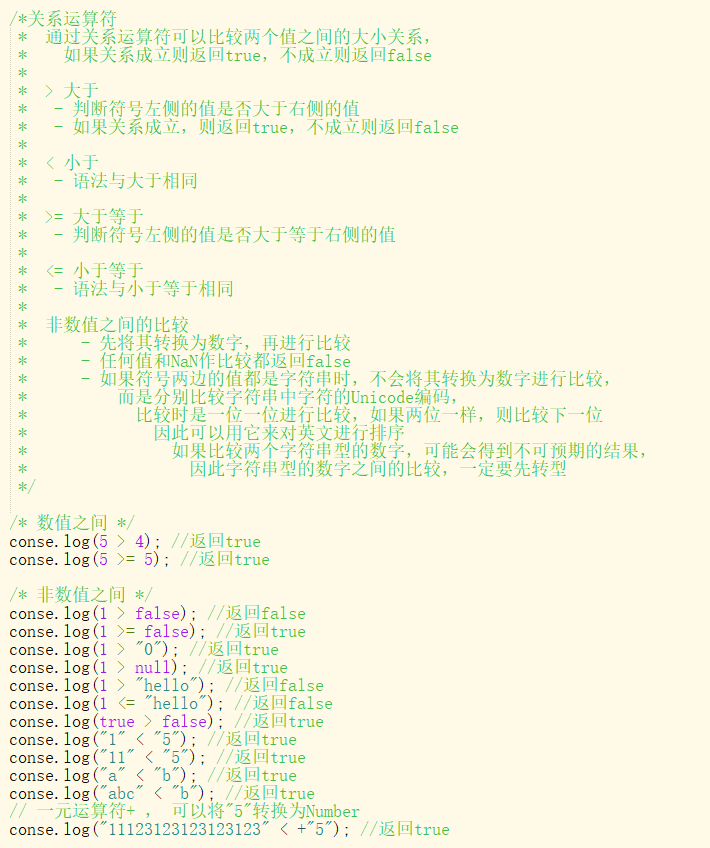 /*关系运算符
*  通过关系运算符可以比较两个值之间的大小关系，
*    如果关系成立则返回true，不成立则返回false
*
*  > 大于
*   - 判断符号左侧的值是否大于右侧的值
*   - 如果关系成立，则返回true，不成立则返回false
*
*  < 小于
*   - 语法与大于相同
*
*  >= 大于等于
*   - 判断符号左侧的值是否大于等于右侧的值
*
*  <= 小于等于
*   - 语法与小于等于相同
*
*  非数值之间的比较
*      - 先将其转换为数字，再进行比较
*      - 任何值和NaN作比较都返回false
*      - 如果符号两边的值都是字符串时，不会将其转换为数字进行比较，
*          而是分别比较字符串中字符的Unicode编码，
*            比较时是一位一位进行比较，如果两位一样，则比较下一位
*              因此可以用它来对英文进行排序
*                如果比较两个字符串型的数字，可能会得到不可预期的结果，
*                  因此字符串型的数字之间的比较，一定要先转型
*/
/* 数值之间 */
conse.log(5 > 4); //返回true
conse.log(5 >= 5); //返回true
/* 非数值之间 */
conse.log(1 > false); //返回false
conse.log(1 >= false); //返回true
conse.log(1 > "0"); //返回true
conse.log(1 > null); //返回true
conse.log(1 > "hello"); //返回false
conse.log(1 <= "hello"); //返回false
conse.log(true > false); //返回true
conse.log("1" < "5"); //返回true
conse.log("11" < "5"); //返回true
conse.log("a" < "b"); //返回true
conse.log("abc" < "b"); //返回true
// 一元运算符+ ， 可以将"5"转换为Number
conse.log("11123123123123123" < +"5"); //返回true